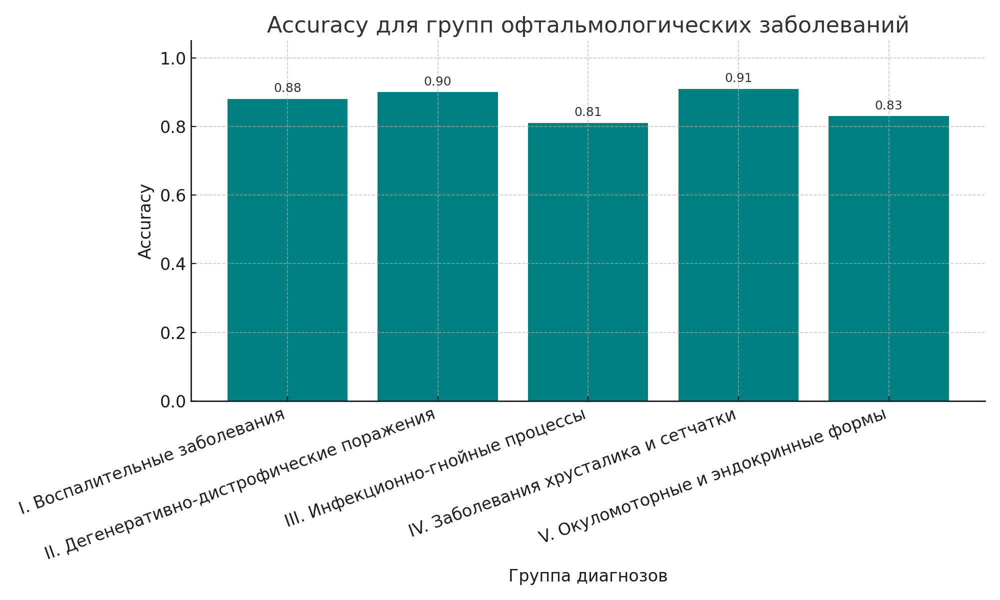 Accuracy для групп офтальмологических заболеваний
Accuracy
1.0
0.8
0.6
0.4
0.2
0.0
0.88
0.90
0.81
0.91
0.83
I. Воспалительные заболевания
II. Дегенеративно-дистрофические поражения
III. Инфекционно-гнойные процессы
IV. Заболевания хрусталика и сетчатки
V. Окуломоторные и эндокринные формы
Группа диагнозов